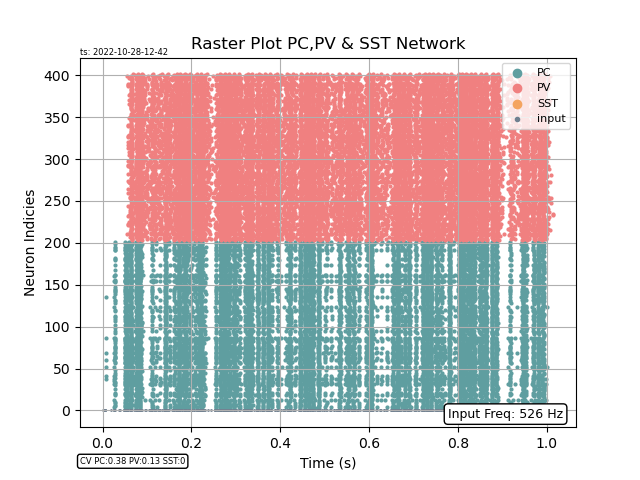 ts: 2022-10-28-12-42
Raster Plot PC,PV & SST Network
PC
PV
SST
input
Neuron Indicies
400
350
300
250
200
150
100
50
0
Input Freq: 526 Hz
0.0 0.2 0.4 0.6 0.8 1.0
Time (s)
CV PC:0.38 PV:0.13 SST:0